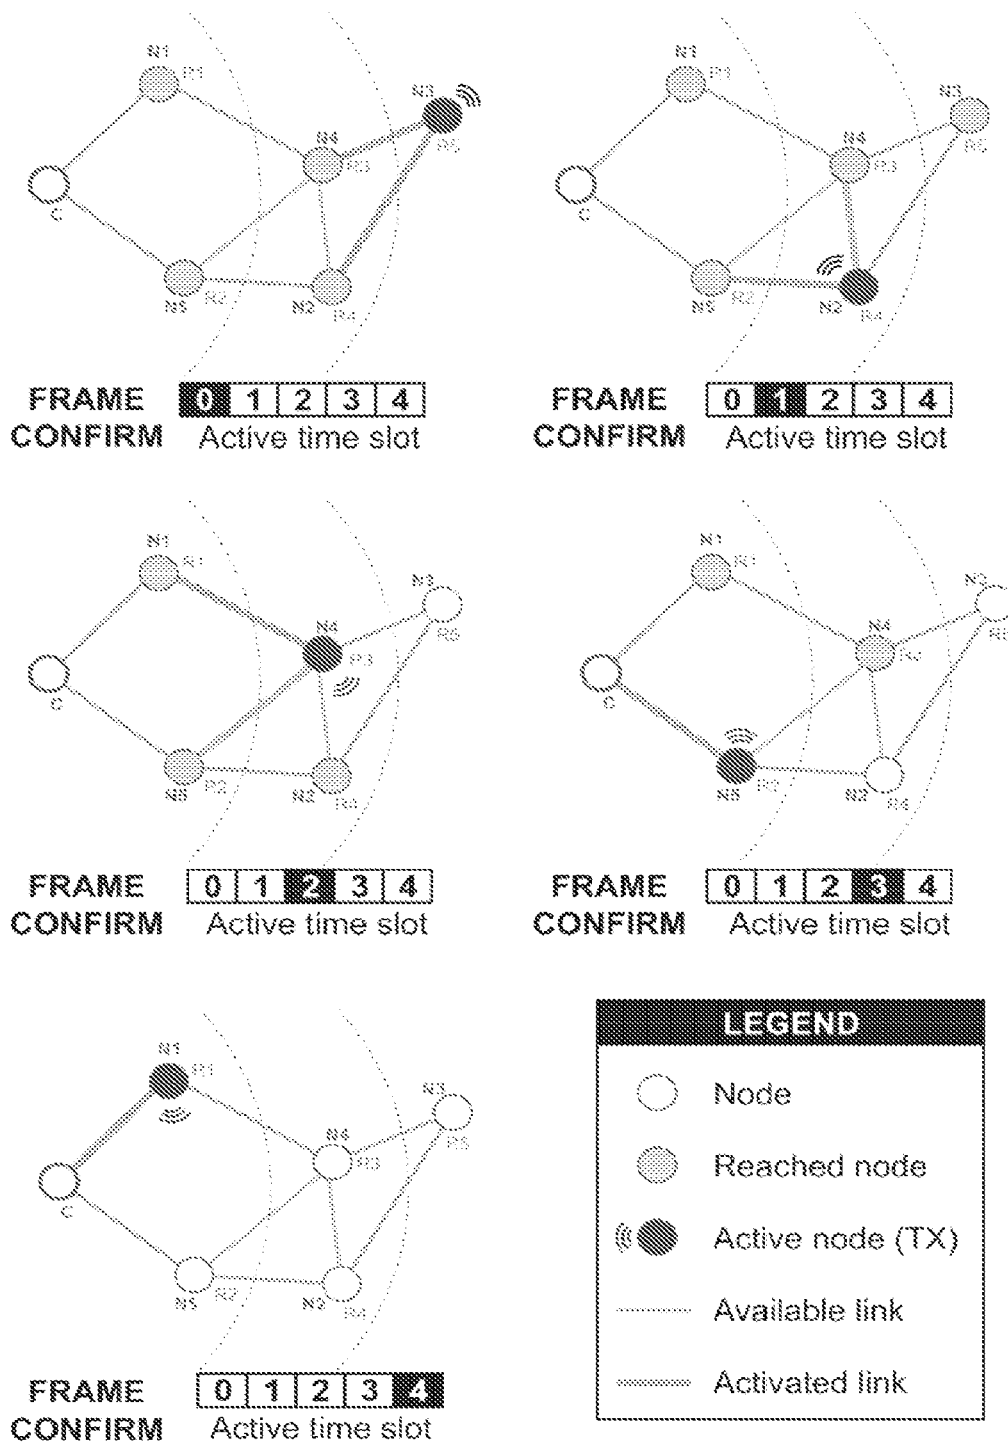 N1
R1
N3
R5
N4
R3
C
N5
R2
N2
R4
FRAME CONFIRM
0 1 2 3 4
Active time slot
N1
R1
N3
R5
N4
R3
C
N5
R2
N2
R4
FRAME CONFIRM
0 1 2 3 4
Active time slot
N1
R1
N3
R5
N4
R3
C
N5
R2
N2
R4
FRAME CONFIRM
0 1 2 3 4
Active time slot
N1
R1
N3
R5
N4
R3
C
N5
R2
N2
R4
FRAME CONFIRM
0 1 2 3 4
Active time slot
N1
R1
N3
R5
N4
R3
C
N5
R2
N2
R4
FRAME CONFIRM
0 1 2 3 4
Active time slot
LEGEND
Node
Reached node
Active node (TX)
Available link
Activated link